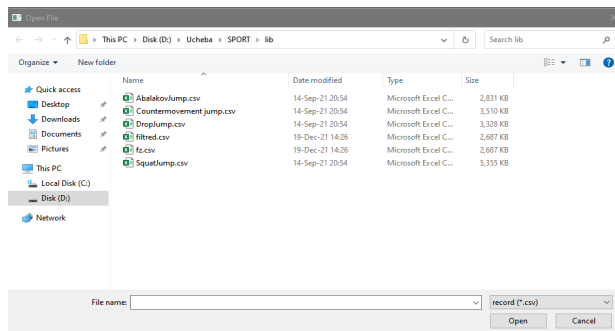 Open File
This PC > Disk (D:) > Ucheba > SPORT > lib
Search lib
Organize
New folder
Name
Date modified
Type
Size
Quick access
Desktop
Downloads
Documents
Pictures
This PC
Local Disk (C:)
Disk (D:)
Network
AbalakovJump.csv 14-Sep-21 20:54 Microsoft Excel C... 2,831 KB
Countermovement jump.csv 14-Sep-21 20:54 Microsoft Excel C... 3,510 KB
DropJump.csv 14-Sep-21 20:54 Microsoft Excel C... 3,328 KB
filtred.csv 19-Dec-21 14:26 Microsoft Excel C... 2,687 KB
fz.csv 19-Dec-21 14:26 Microsoft Excel C... 2,687 KB
SquatJump.csv 14-Sep-21 20:54 Microsoft Excel C... 5,355 KB
File name:
record (*.csv)
Open
Cancel